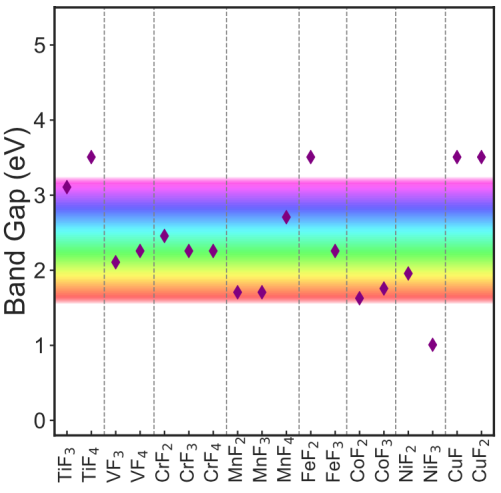 Band Gap (eV)
5
4
3
2
1
0
TiF₃
TiF₄
VF₃
VF₄
CrF₂
CrF₃
CrF₄
MnF₂
MnF₃
MnF₄
FeF₂
FeF₃
CoF₂
CoF₃
NiF₂
NiF₃
CuF
CuF₂